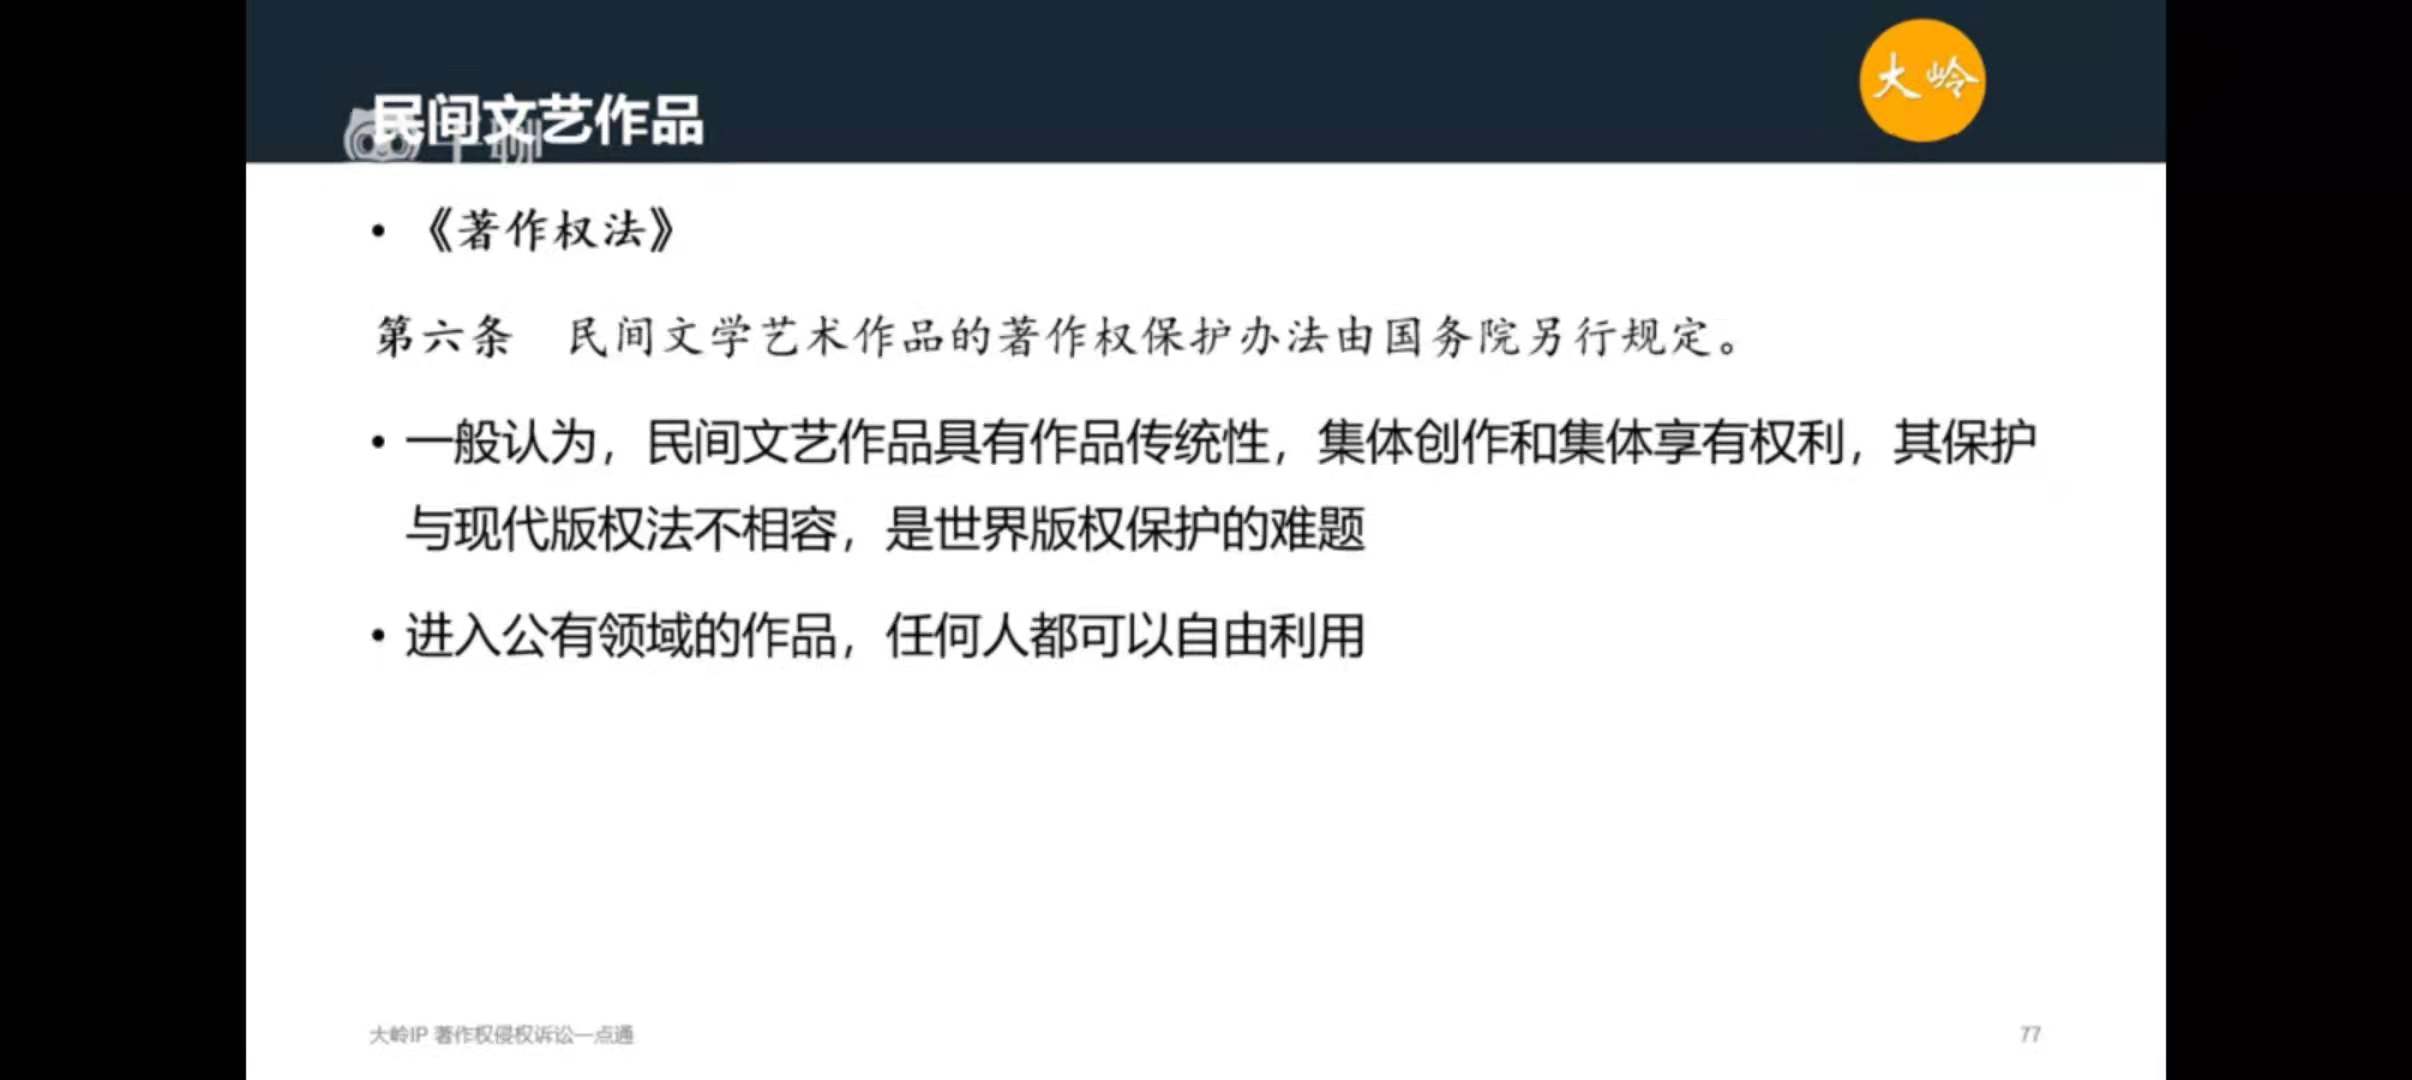 大岭
民间文艺作品
千聊
• 《著作权法》
第六条 民间文学艺术作品的著作权保护办法由国务院另行规定。
• 一般认为，民间文艺作品具有作品传统性，集体创作和集体享有权利，其保护
与现代版权法不相容，是世界版权保护的难题
• 进入公有领域的作品，任何人都可以自由利用
大岭IP 著作权侵权诉讼一点通
77